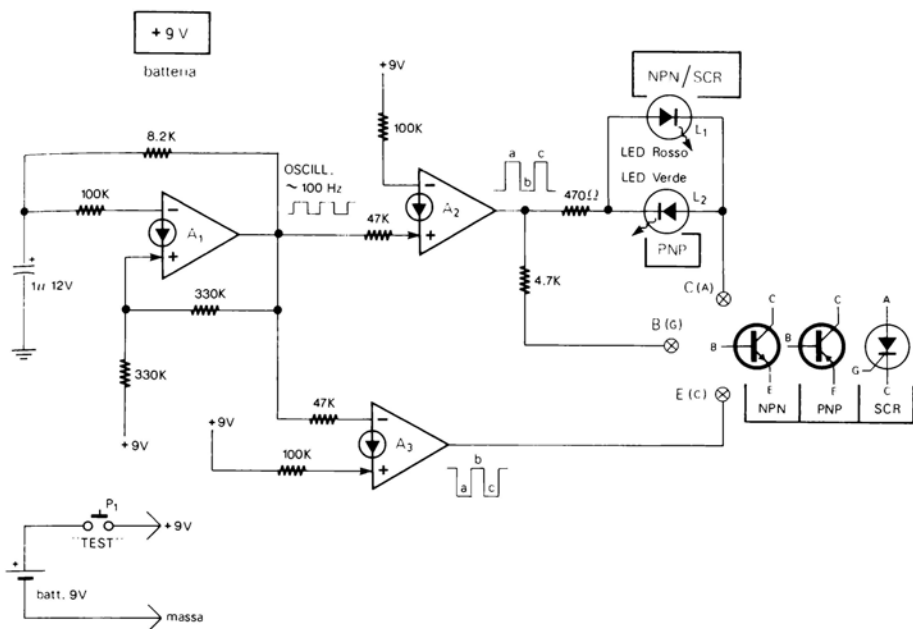 +9V
batteria
NPN/SCR
+9V
8.2K
100K
L1
LED Rosso
OSCILL.
~100 Hz
a
c
b
LED Verde
100K
A1
47K
A2
470Ω
L2
PNP
1µ 12V
330K
4.7K
C(A)
C
C
A
B(G)
B
B
G
330K
E(C)
E
E
C
NPN
PNP
SCR
47K
+9V
+9V
100K
A3
b
a
c
P1
+9V
"TEST"
batt. 9V
massa
+